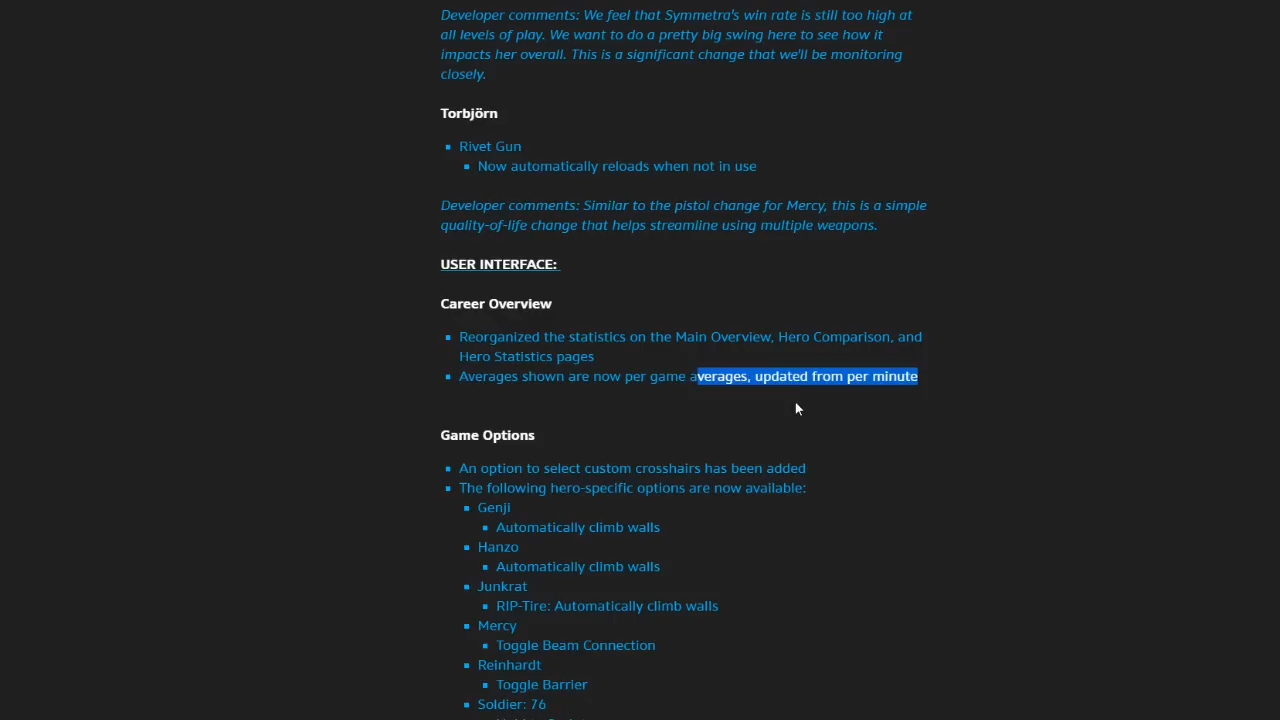 Developer comments: We feel that Symmetra's win rate is still too high at
all levels of play. We want to do a pretty big swing here to see how it
impacts her overall. This is a significant change that we'll be monitoring
closely.
Torbjörn
Rivet Gun
Now automatically reloads when not in use
Developer comments: Similar to the pistol change for Mercy, this is a simple
quality-of-life change that helps streamline using multiple weapons.
USER INTERFACE:
Career Overview
Reorganized the statistics on the Main Overview, Hero Comparison, and
Hero Statistics pages
Averages shown are now per game averages, updated from per minute
Game Options
An option to select custom crosshairs has been added
The following hero-specific options are now available:
Genji
Automatically climb walls
Hanzo
Automatically climb walls
Junkrat
RIP-Tire: Automatically climb walls
Mercy
Toggle Beam Connection
Reinhardt
Toggle Barrier
Soldier: 76